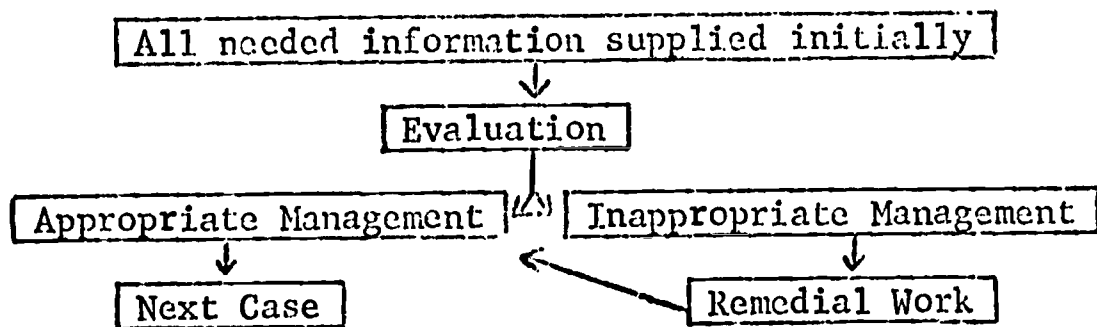 All needed information supplied initially
Evaluation
Appropriate Management Inappropriate Management
Next Case Remedial Work